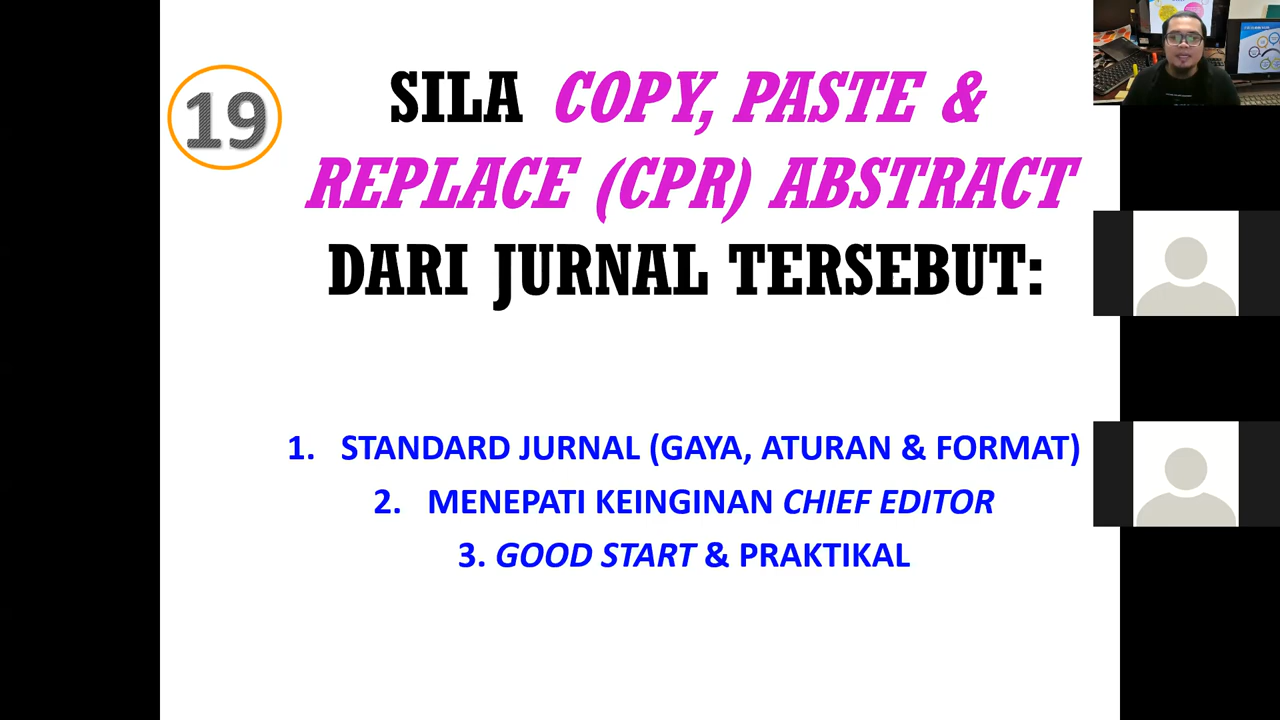 19
SILA COPY, PASTE &
REPLACE (CPR) ABSTRACT
DARI JURNAL TERSEBUT:
1. STANDARD JURNAL (GAYA, ATURAN & FORMAT)
2. MENEPATI KEINGINAN CHIEF EDITOR
3. GOOD START & PRAKTIKAL